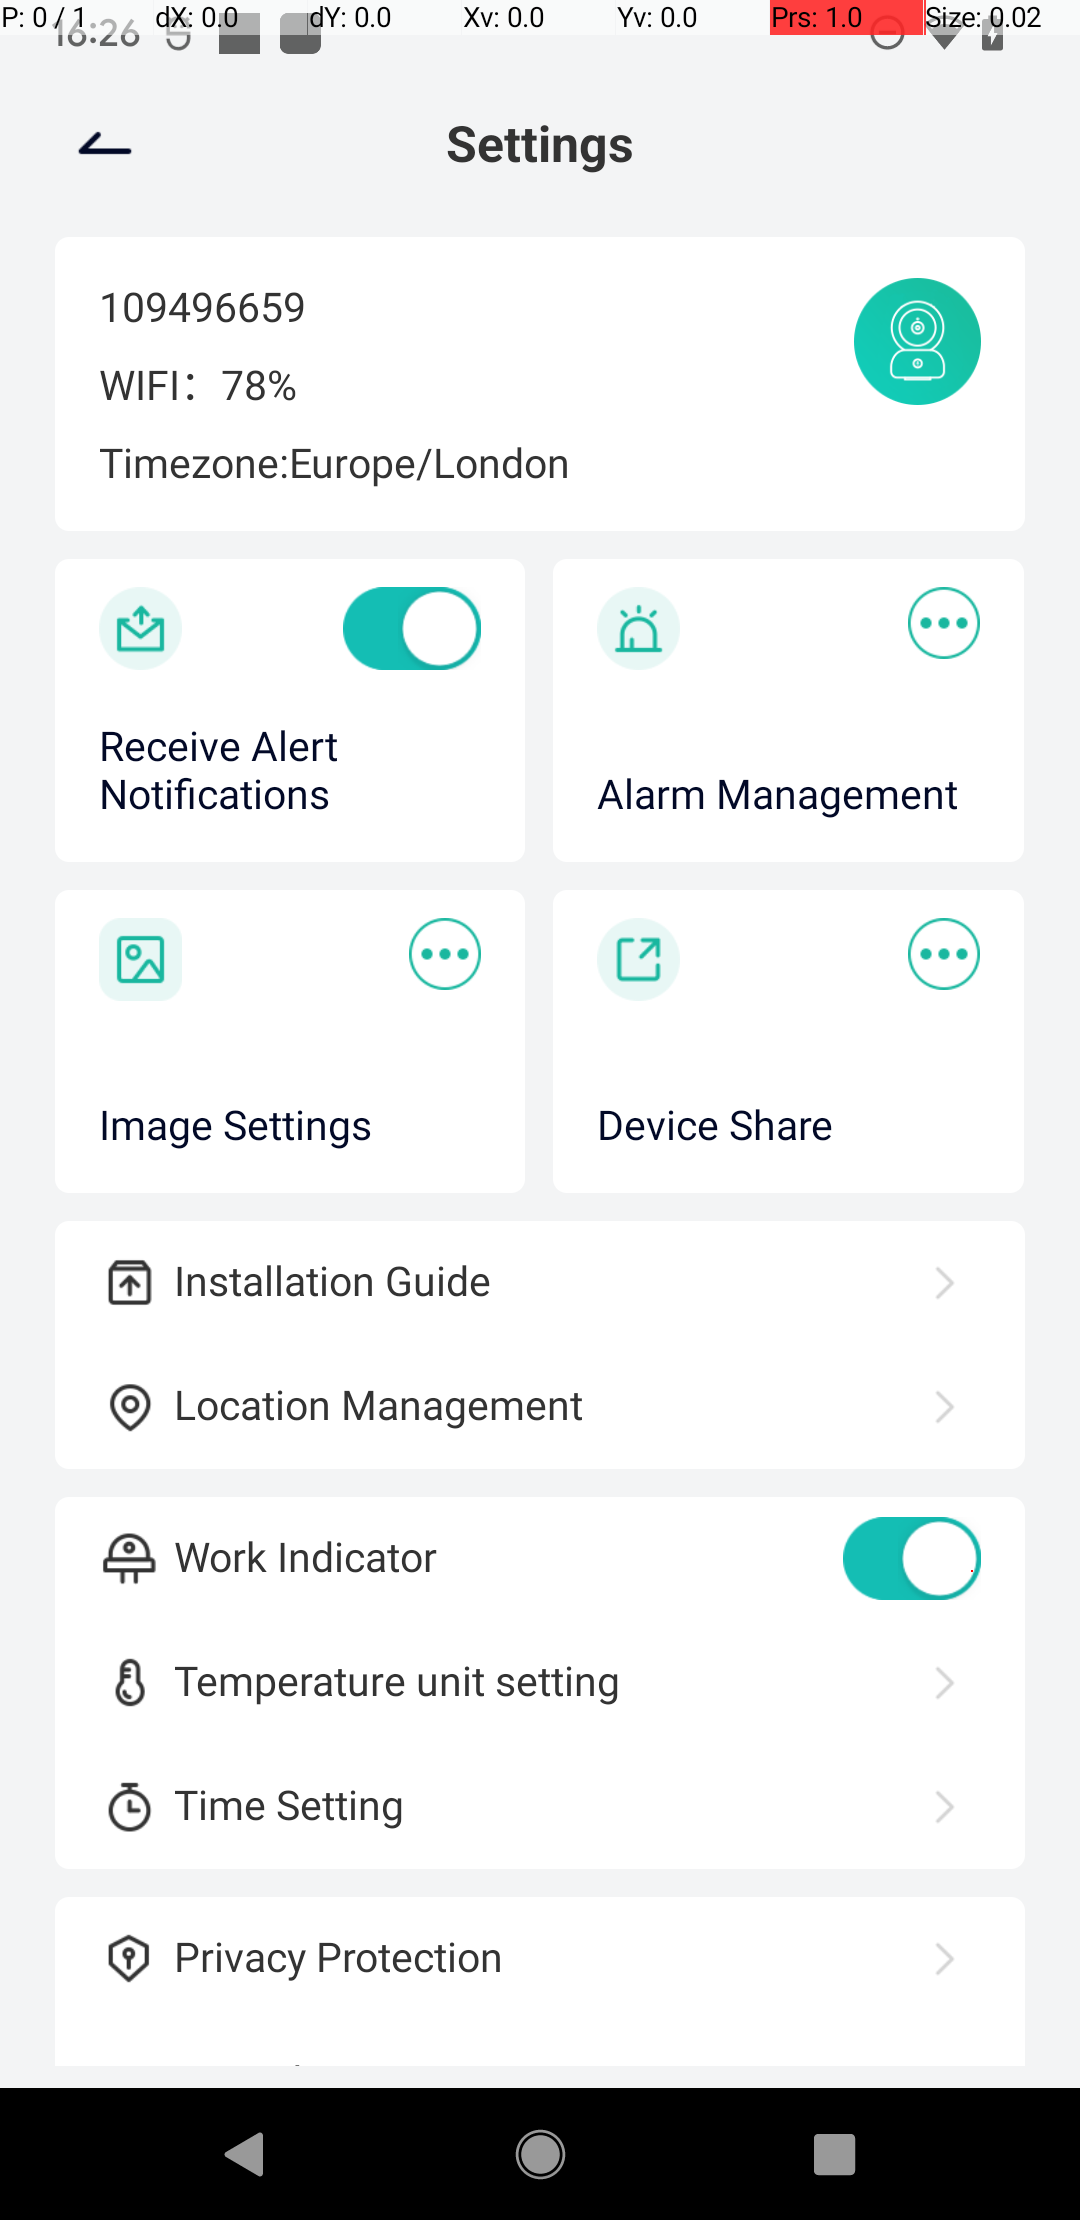 P: 0 / 1 dX: 0.0 dY: 0.0 Xv: 0.0 Yv: 0.0 Prs: 1.0 Size: 0.02
16:26
Settings
109496659
WIFI：78%
Timezone:Europe/London
Receive Alert
Notifications
Alarm Management
Image Settings
Device Share
Installation Guide
Location Management
Work Indicator
Temperature unit setting
Time Setting
Privacy Protection